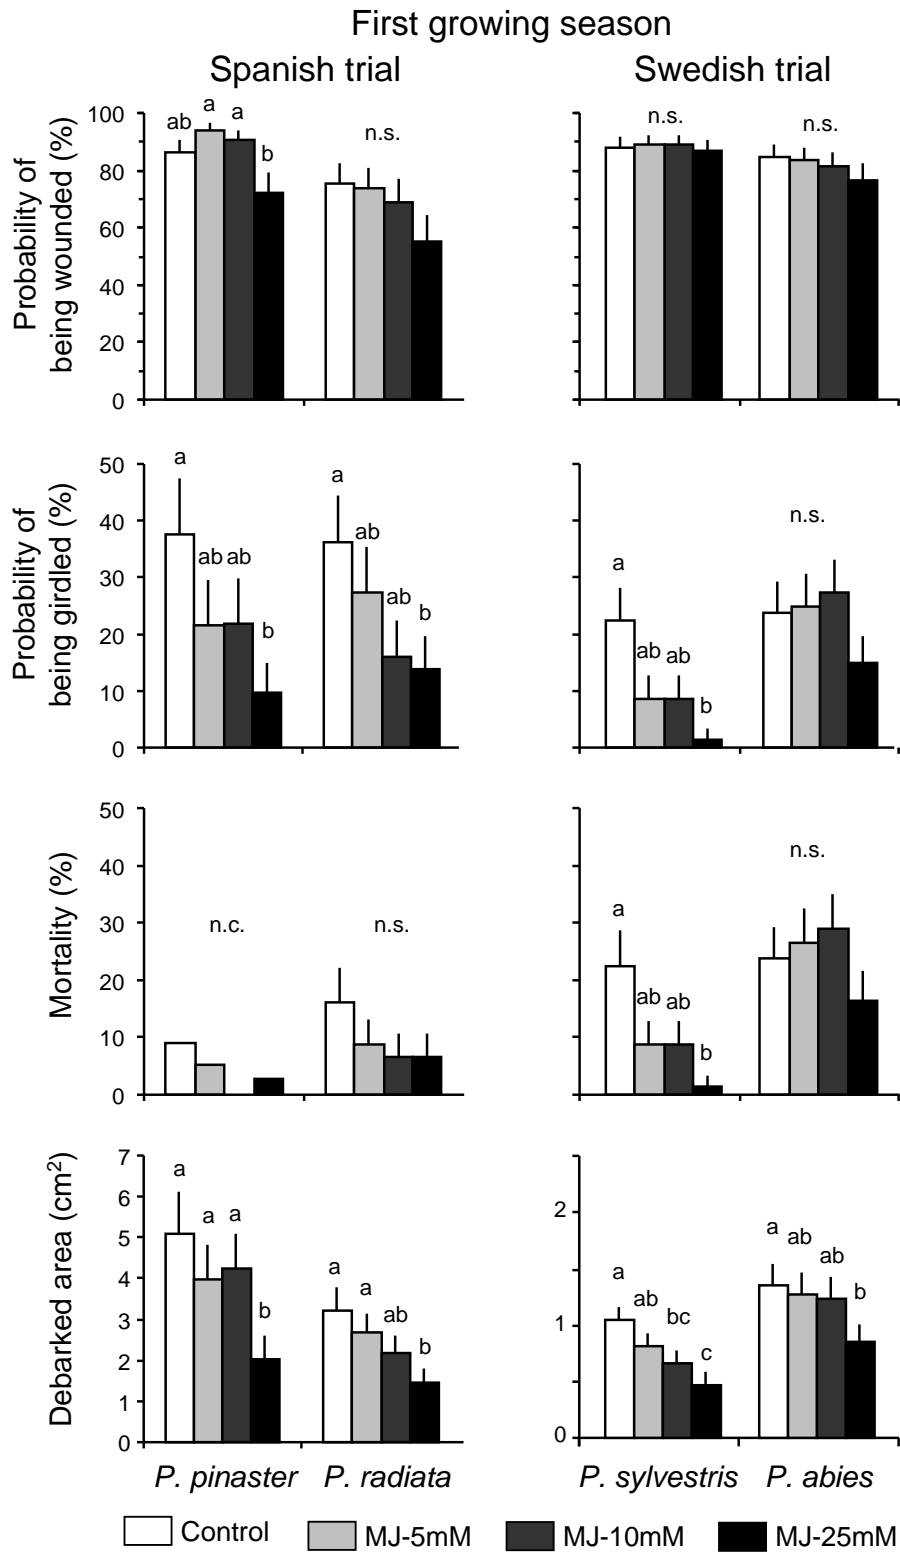 First growing season
Spanish trial
Swedish trial
Probability of
being wounded (%)
100
80
60
40
20
0
ab
a
a
b
n.s.
n.s.
n.s.
Probability of
being girdled (%)
50
40
30
20
10
0
a
ab
ab
b
a
ab
ab
b
a
ab
ab
b
n.s.
Mortality (%)
50
40
30
20
10
0
n.c.
n.s.
a
ab
ab
b
n.s.
Debarked area (cm²)
7
6
5
4
3
2
1
0
a
a
a
b
a
a
ab
b
2
1
0
a
ab
bc
c
a
ab
ab
b
P. pinaster
P. radiata
P. sylvestris
P. abies
Control
MJ-5mM
MJ-10mM
MJ-25mM